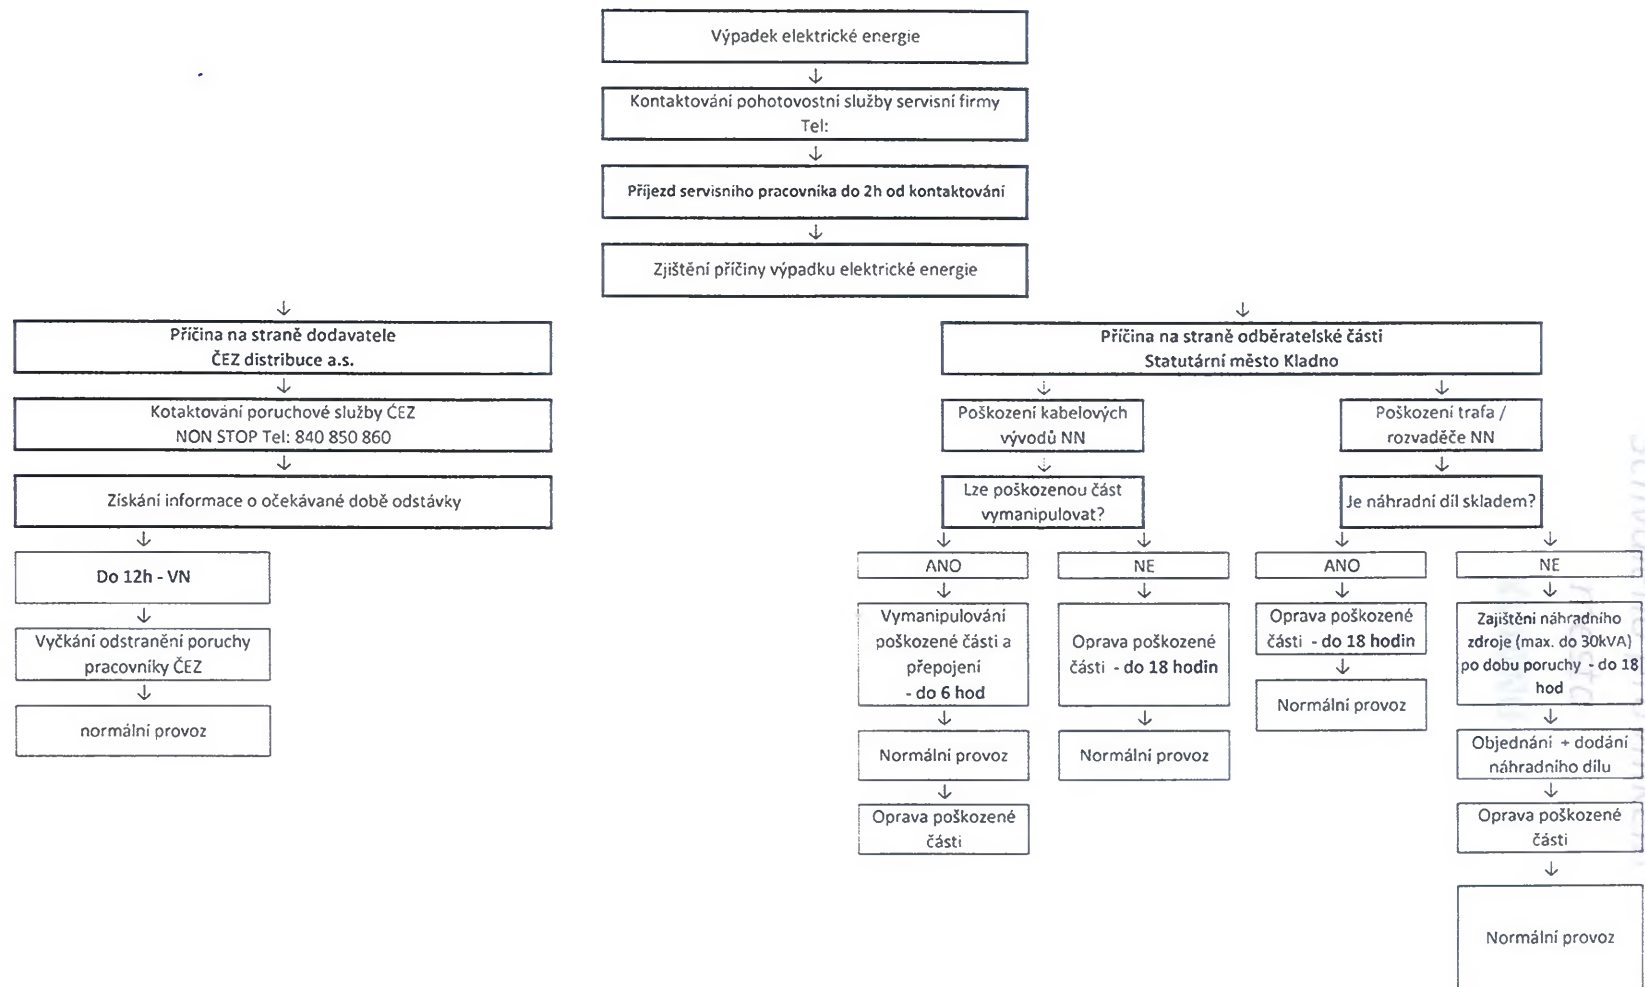 Výpadek elektrické energie
Kontaktování pohotovostní služby servisní firmy
Tel:
Příjezd servisního pracovníka do 2h od kontaktování
Zjištění příčiny výpadku elektrické energie
Příčina na straně dodavatele
ČEZ distribuce a.s.
Kotaktování poruchové služby ČEZ
NON STOP Tel: 840 850 860
Získání informace o očekávané době odstávky
Do 12h - VN
Vyčkání odstranění poruchy
pracovníky ČEZ
normální provoz
Příčina na straně odběratelské části
Statutární město Kladno
Poškození kabelových
vývodů NN
Lze poškozenou část
vymanipulovat?
ANO
Vymanipulování
poškozené části a
přepojení
- do 6 hod
Normální provoz
Oprava poškozené
části
NE
Oprava poškozené
části - do 18 hodin
Normální provoz
Poškození trafa /
rozvaděče NN
Je náhradní díl skladem?
ANO
Oprava poškozené
části - do 18 hodin
Normální provoz
NE
Zajištění náhradního
zdroje (max. do 30kVA)
po dobu poruchy - do 18
hod
Objednání + dodání
náhradního dílu
Oprava poškozené
části
Normální provoz